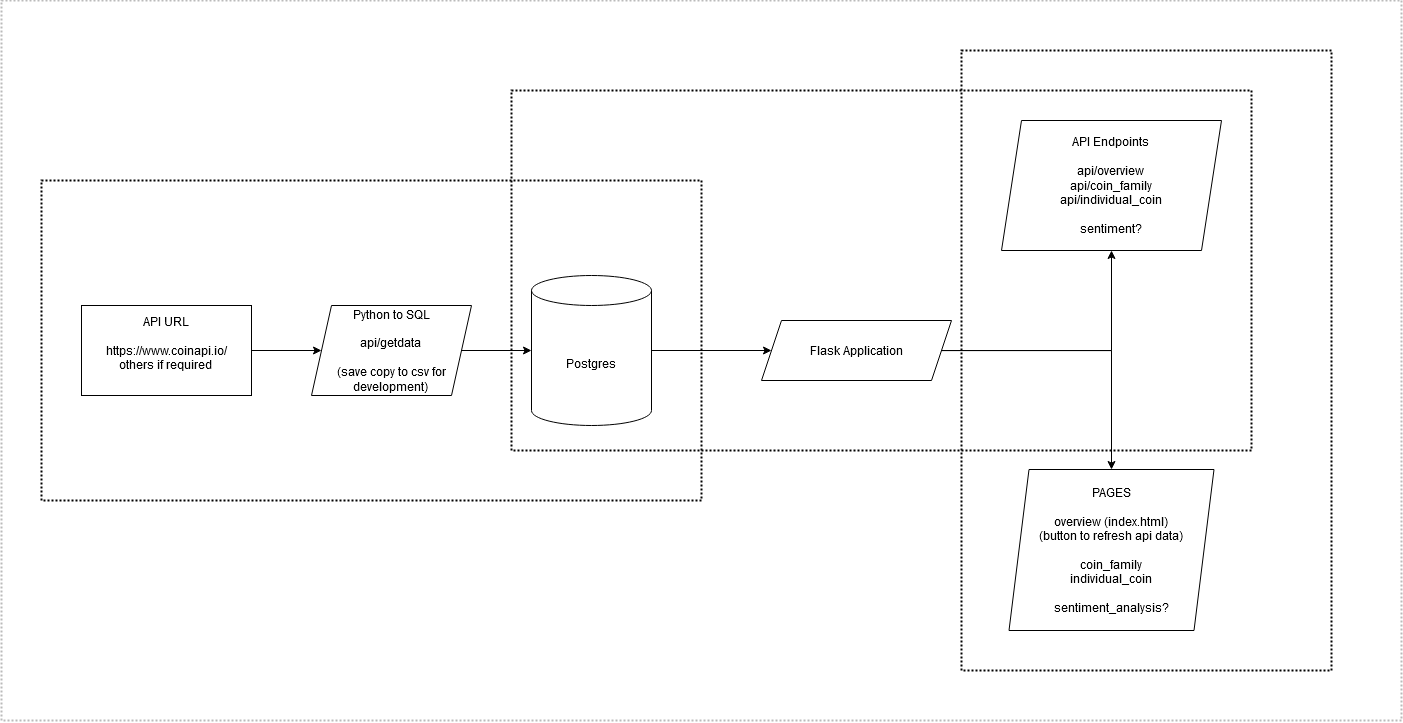 API URL
https://www.coinapi.io/
others if required
Python to SQL
api/getdata
(save copy to csv for
development)
Postgres
Flask Application
API Endpoints
api/overview
api/coin_family
api/individual_coin
sentiment?
PAGES
overview (index.html)
(button to refresh api data)
coin_family
individual_coin
sentiment_analysis?